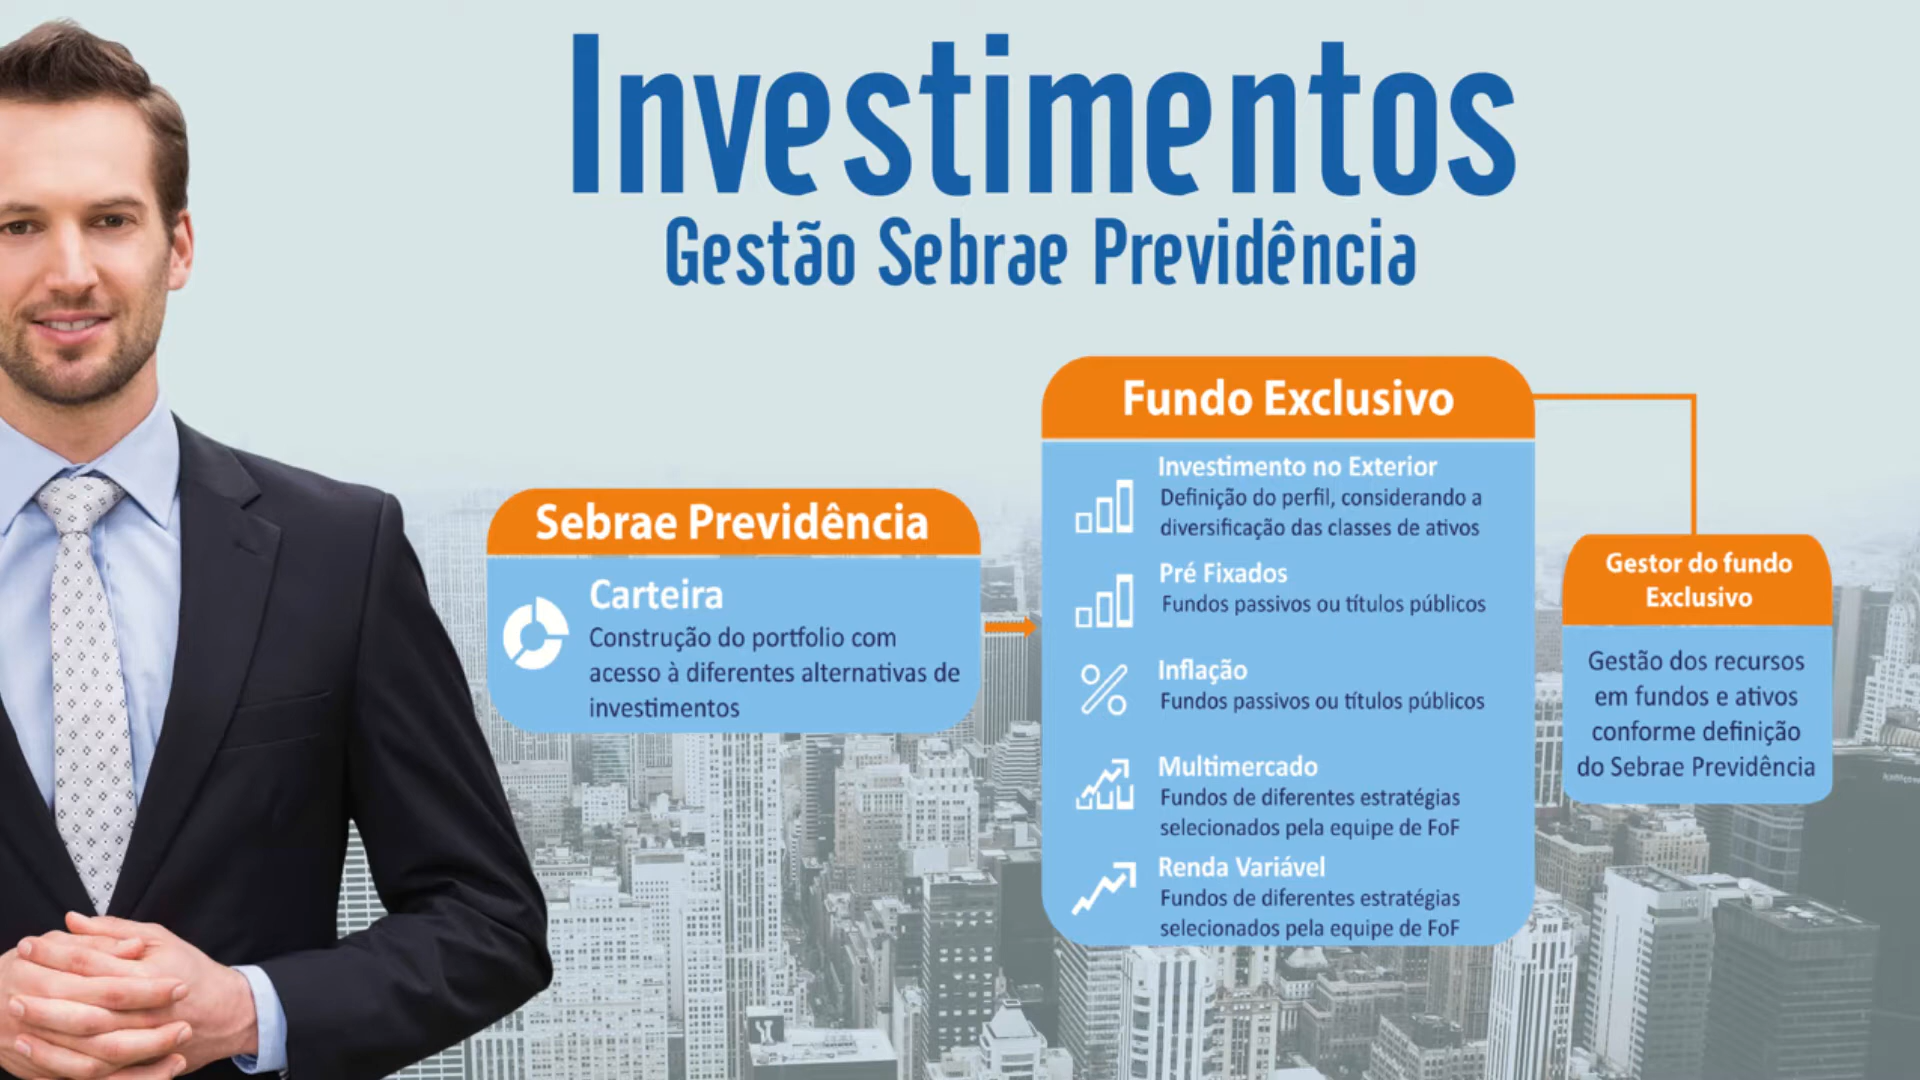 Investimentos
Gestão Sebrae Previdência
Sebrae Previdência
Carteira
Construção do portfolio com
acesso à diferentes alternativas de
investimentos
Fundo Exclusivo
Investimento no Exterior
Definição do perfil, considerando a
diversificação das classes de ativos
Pré Fixados
Fundos passivos ou títulos públicos
Inflação
Fundos passivos ou títulos públicos
Multimercado
Fundos de diferentes estratégias
selecionados pela equipe de FoF
Renda Variável
Fundos de diferentes estratégias
selecionados pela equipe de FoF
Gestor do fundo
Exclusivo
Gestão dos recursos
em fundos e ativos
conforme definição
do Sebrae Previdência